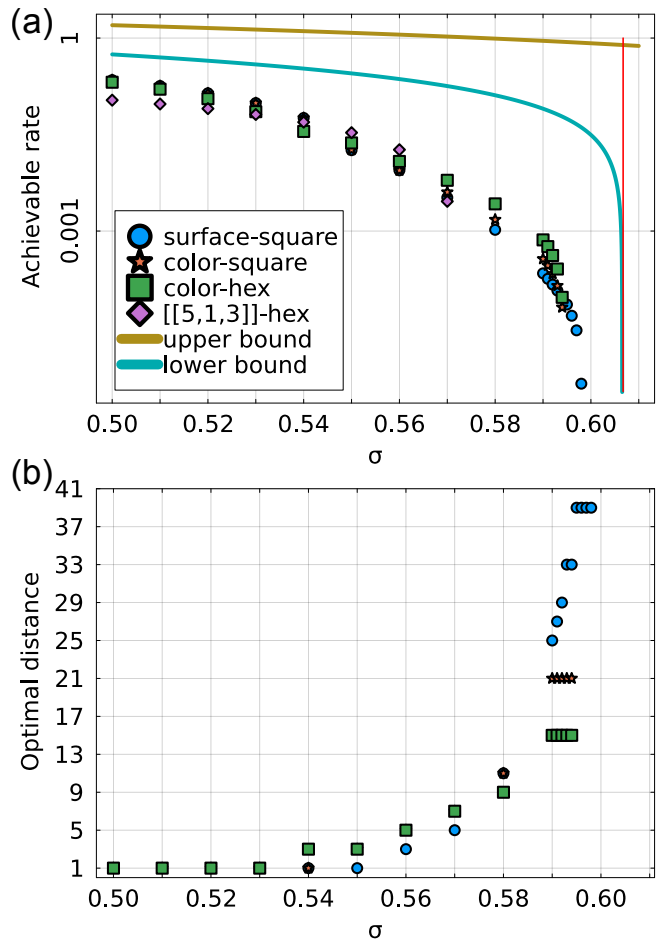 (a)
1
Achievable rate
0.001
surface-square
color-square
color-hex
[[5,1,3]]-hex
upper bound
lower bound
0.50 0.52 0.54 0.56 0.58 0.60
σ
(b)
41
37
33
29
25
21
17
13
9
5
1
Optimal distance
0.50 0.52 0.54 0.56 0.58 0.60
σ